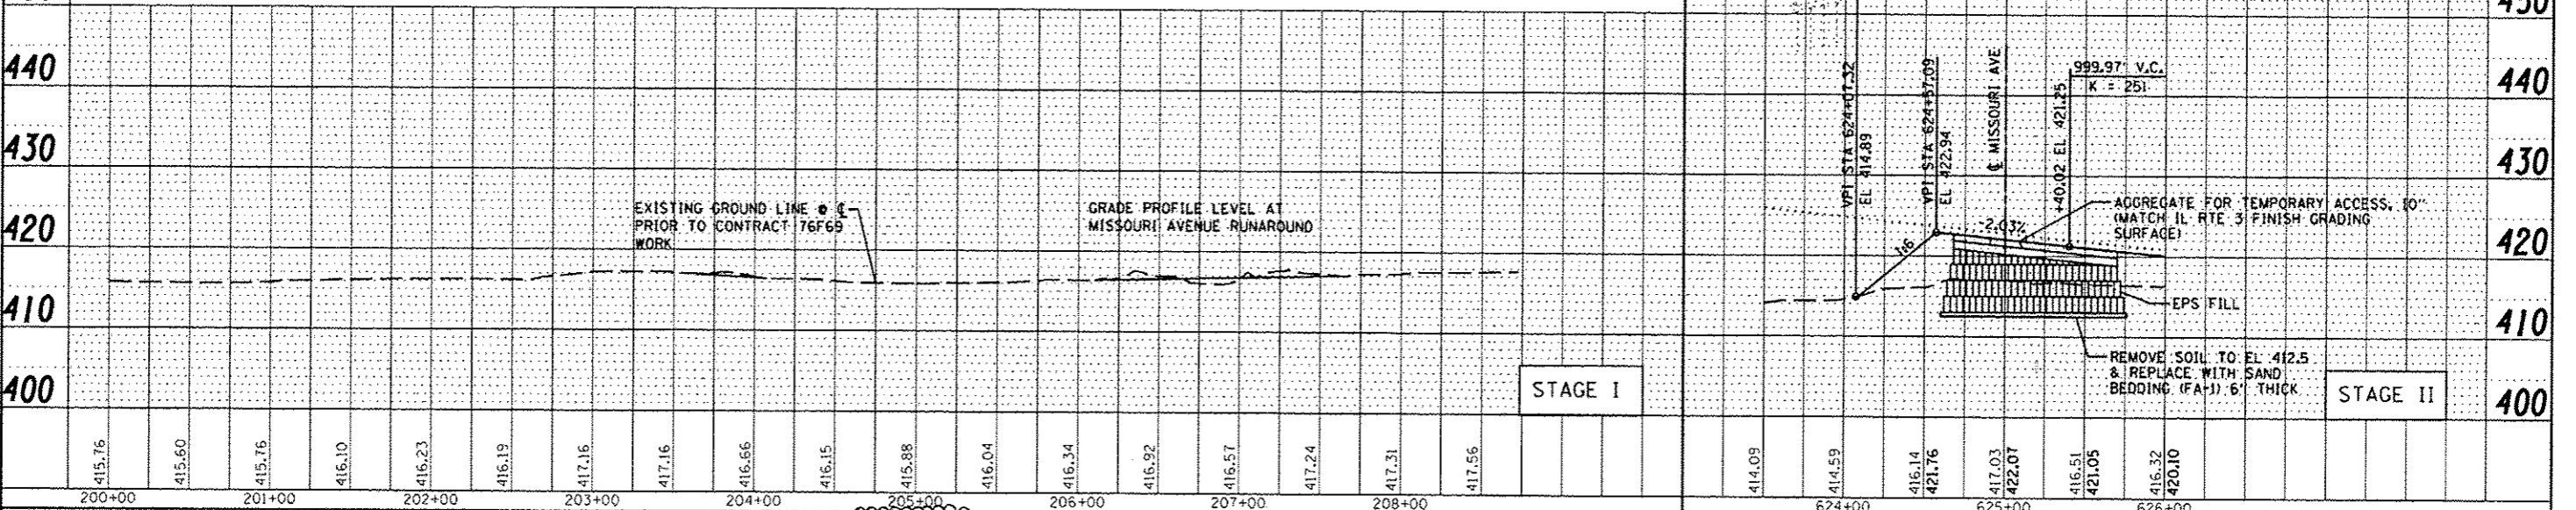 450
440
440
430
430
420
420
410
410
400
400
EXISTING GROUND LINE @ ℄
PRIOR TO CONTRACT 76F69
WORK
GRADE PROFILE LEVEL AT
MISSOURI AVENUE RUNAROUND
STAGE I
VPI STA 624+07.32
EL 414.89
VPI STA 624+57.09
EL 422.94
℄ MISSOURI AVE
+40.02 EL 421.25
999.97' V.C.
K = 251
1:6
-2.03%
AGGREGATE FOR TEMPORARY ACCESS, 10"
(MATCH IL RTE 3 FINISH GRADING
SURFACE)
EPS FILL
REMOVE SOIL TO EL 412.5
& REPLACE WITH SAND
BEDDING (FA-1) 6" THICK
STAGE II
415.76
415.60
415.76
416.10
416.23
416.19
417.16
417.16
416.66
416.15
415.88
416.04
416.34
416.92
416.57
417.24
417.31
417.56
414.09
414.59
416.14
421.76
417.03
422.07
416.51
421.05
416.32
420.10
200+00
201+00
202+00
203+00
204+00
205+00
206+00
207+00
208+00
624+00
625+00
626+00